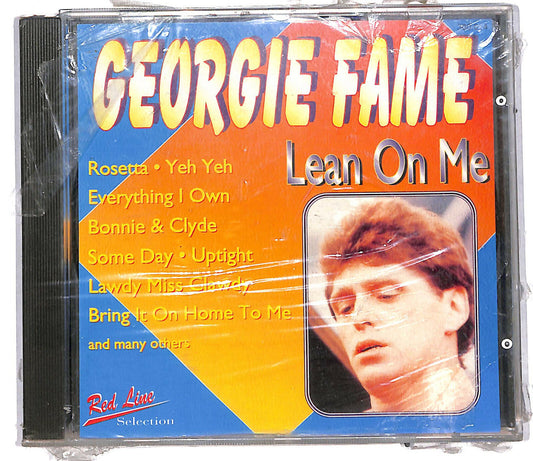 GEORGIE FAME
Lean On Me
Rosetta • Yeh Yeh
Everything I Own
Bonnie & Clyde
Some Day • Uptight
Lawdy Miss Clawdy
Bring It On Home To Me
and many others
Red Line
Selection